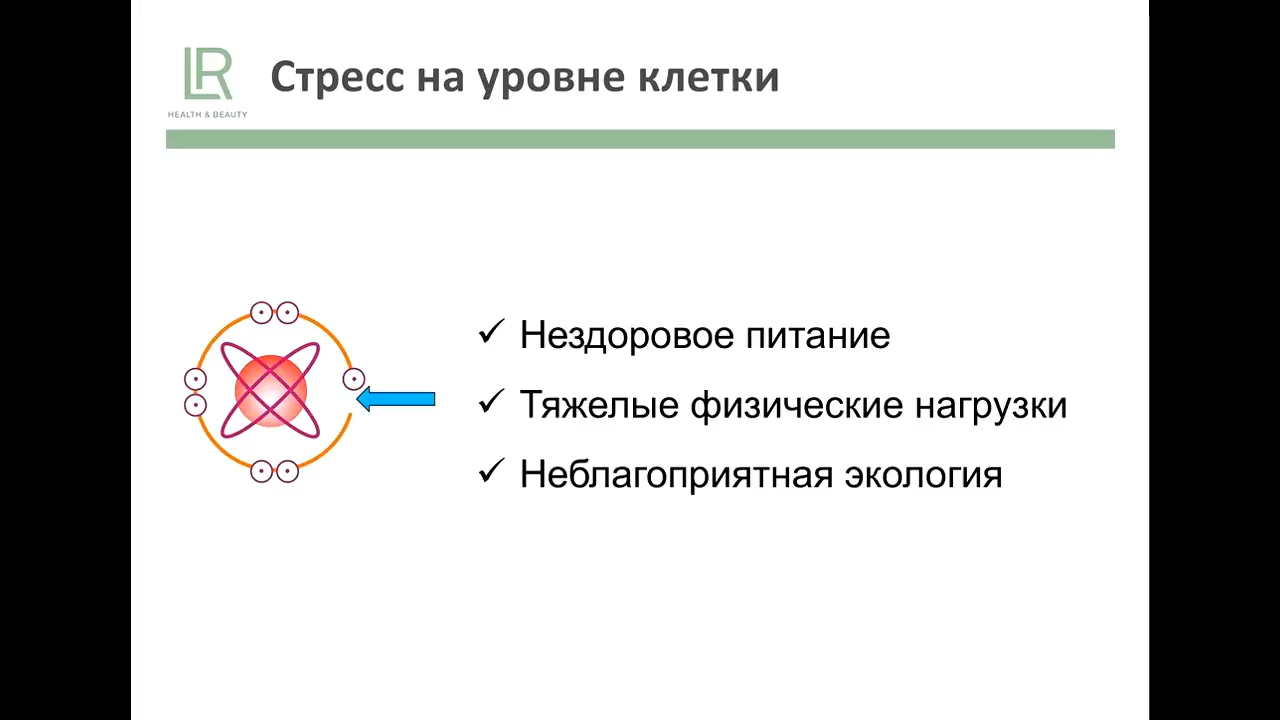 LR
HEALTH & BEAUTY
Стресс на уровне клетки
Нездоровое питание
Тяжелые физические нагрузки
Неблагоприятная экология